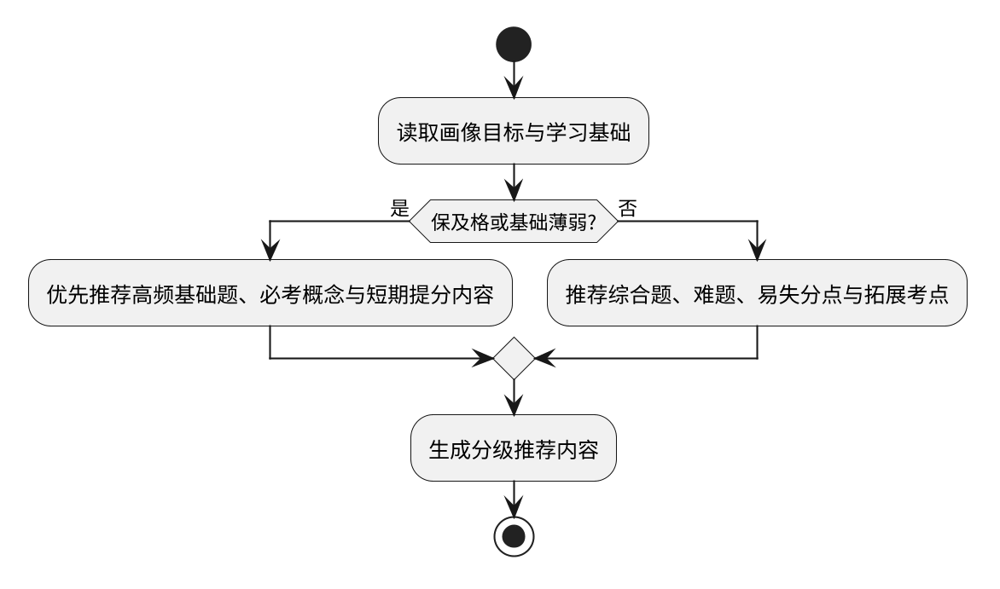 读取画像目标与学习基础
是
保及格或基础薄弱?
否
优先推荐高频基础题、必考概念与短期提分内容
推荐综合题、难题、易失分点与拓展考点
生成分级推荐内容